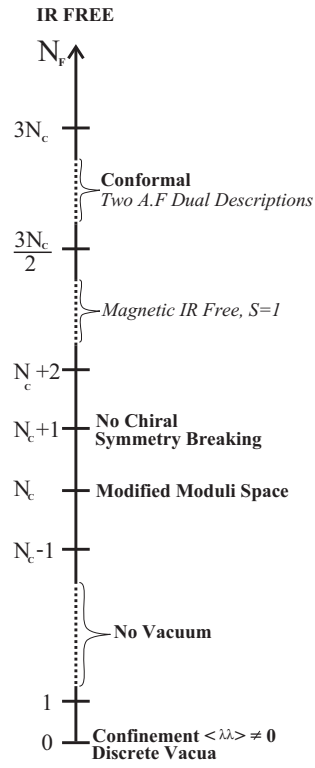 IR FREE
N_F
3N_c
Conformal
Two A.F Dual Descriptions
3N_c
2
Magnetic IR Free, S=1
N_c+2
N_c+1
No Chiral
Symmetry Breaking
N_c
Modified Moduli Space
N_c-1
No Vacuum
1
0
Confinement < λλ> ≠ 0
Discrete Vacua